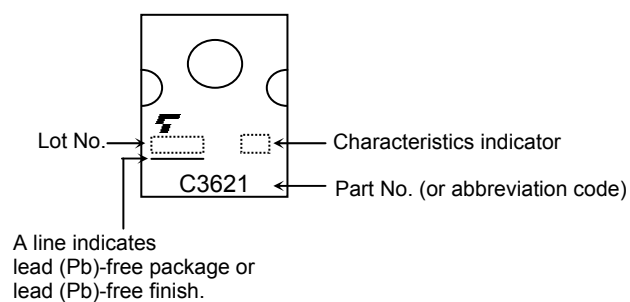 Lot No.
Characteristics indicator
C3621
Part No. (or abbreviation code)
A line indicates
lead (Pb)-free package or
lead (Pb)-free finish.